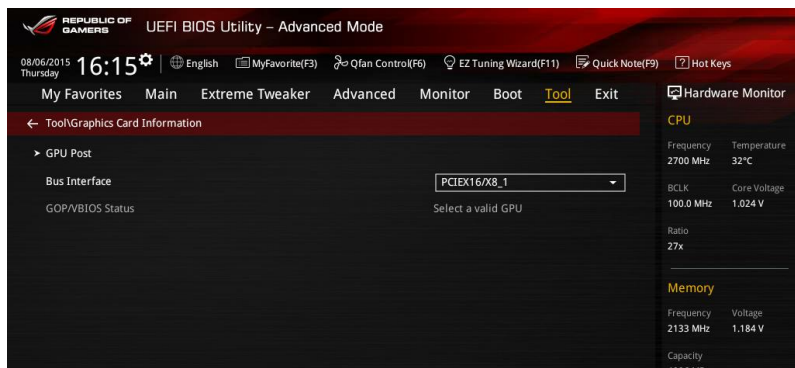 REPUBLIC OF
GAMERS
UEFI BIOS Utility – Advanced Mode
08/06/2015
Thursday
16:15
English
MyFavorite(F3)
Qfan Control(F6)
EZ Tuning Wizard(F11)
Quick Note(F9)
? Hot Keys
My Favorites Main Extreme Tweaker Advanced Monitor Boot Tool Exit
Hardware Monitor
← Tool\Graphics Card Information
CPU
➤ GPU Post
Bus Interface PCIEX16/X8_1
GOP/VBIOS Status Select a valid GPU
Frequency Temperature
2700 MHz 32°C
BCLK Core Voltage
100.0 MHz 1.024 V
Ratio
27x
Memory
Frequency Voltage
2133 MHz 1.184 V
Capacity